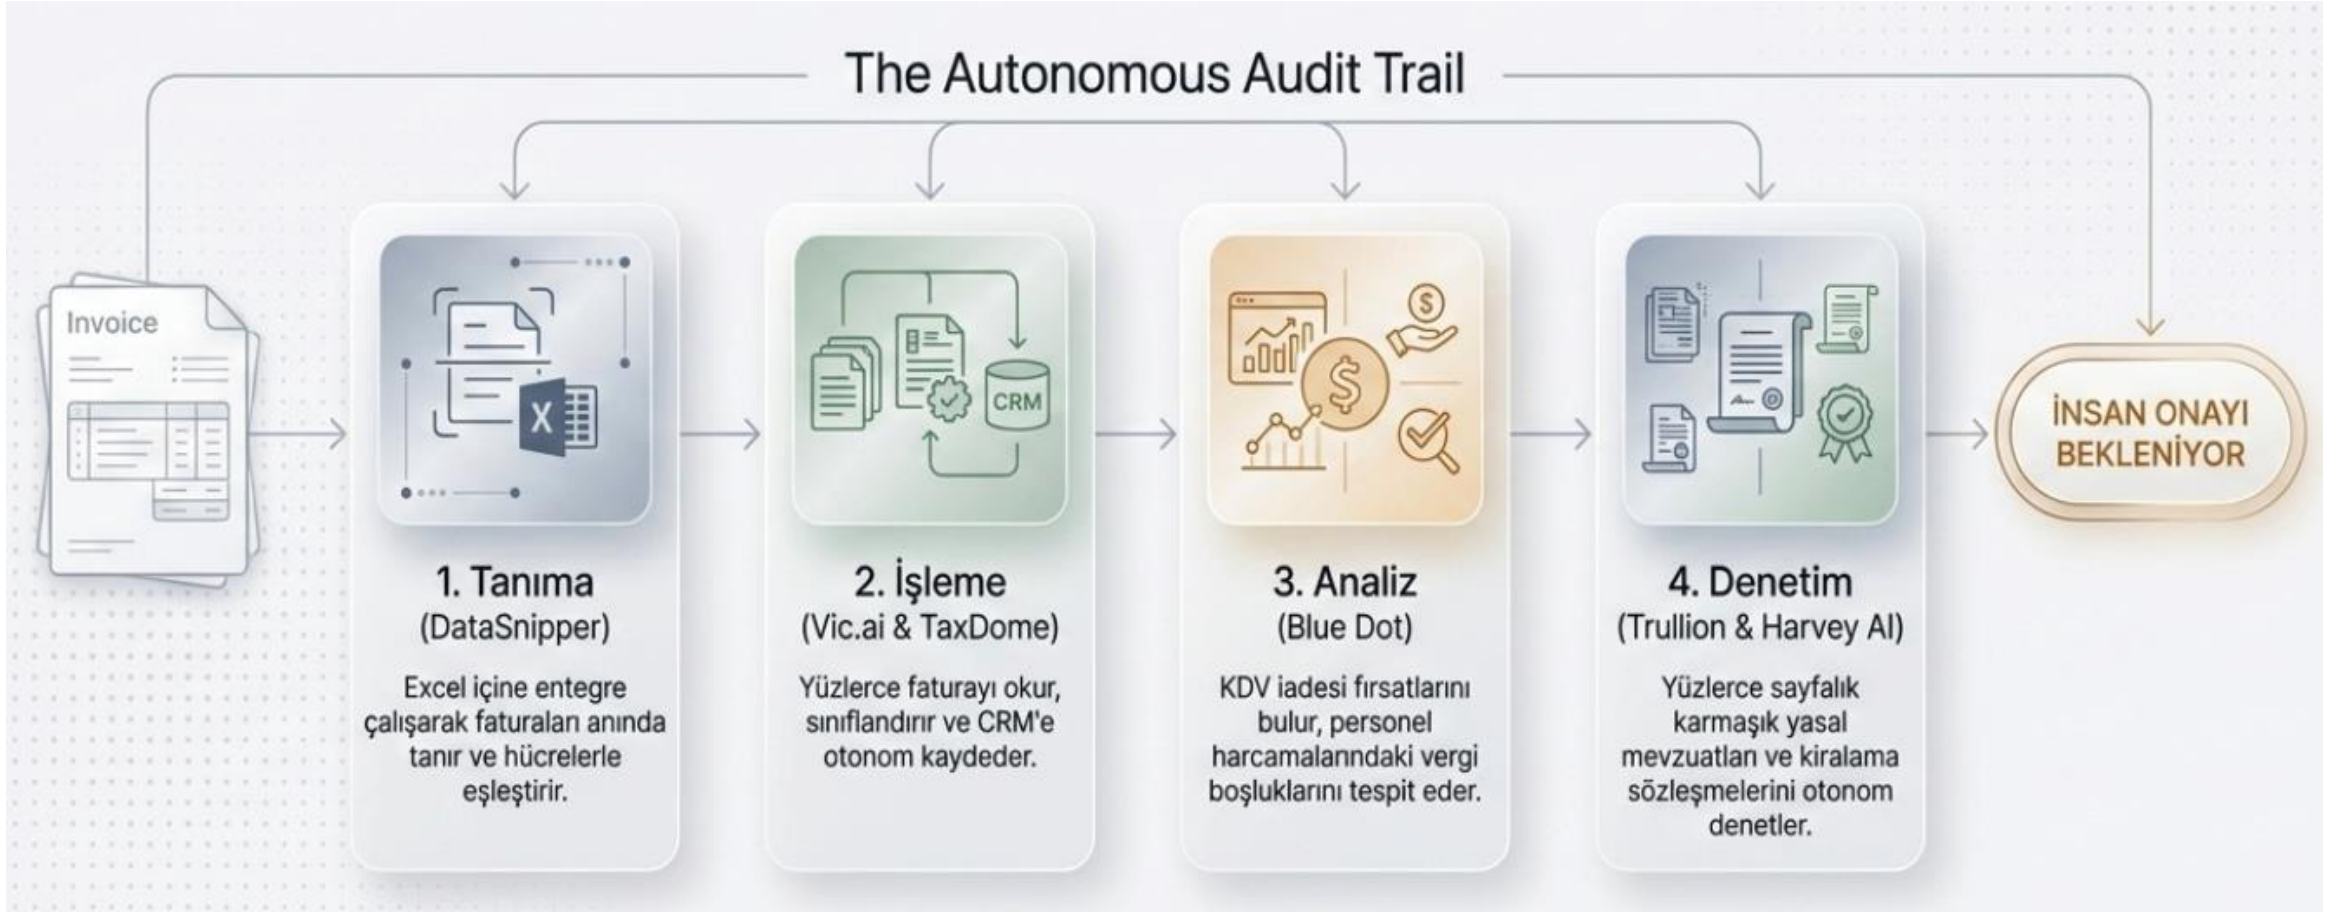 The Autonomous Audit Trail
Invoice
X
CRM
$
$
1. Tanıma
(DataSnipper)
Excel içine entegre
çalışarak faturaları anında
tanır ve hücrelerle
eşleştirir.
2. İşleme
(Vic.ai & TaxDome)
Yüzlerce faturayı okur,
sınıflandırır ve CRM'e
otonom kaydeder.
3. Analiz
(Blue Dot)
KDV iadesi fırsatlarını
bulur, personel
harcamalarındaki vergi
boşluklarını tespit eder.
4. Denetim
(Trullion & Harvey AI)
Yüzlerce sayfalık
karmaşık yasal
mevzuatları ve kiralama
sözleşmelerini otonom
denetler.
İNSAN ONAYI
BEKLENİYOR